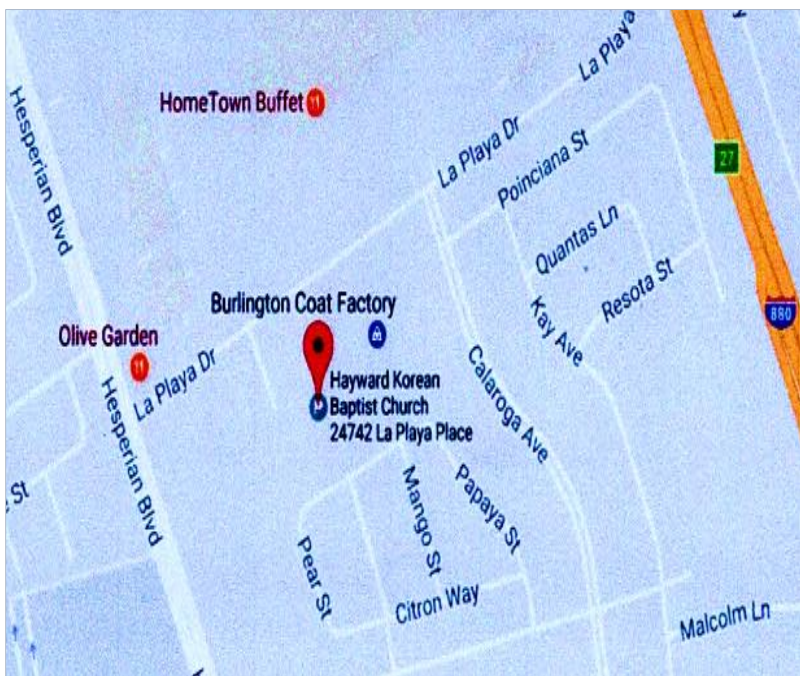 La Playa
Hesperian Blvd
HomeTown Buffet
La Playa Dr
Poinciana St
27
Quantas Ln
Resota St
Burlington Coat Factory
Kay Ave
880
Olive Garden
La Playa Dr
Hayward Korean
Baptist Church
24742 La Playa Place
Calaroga Ave
Hesperian Blvd
St
Mango St
Papaya St
Pear St
Citron Way
Malcolm Ln